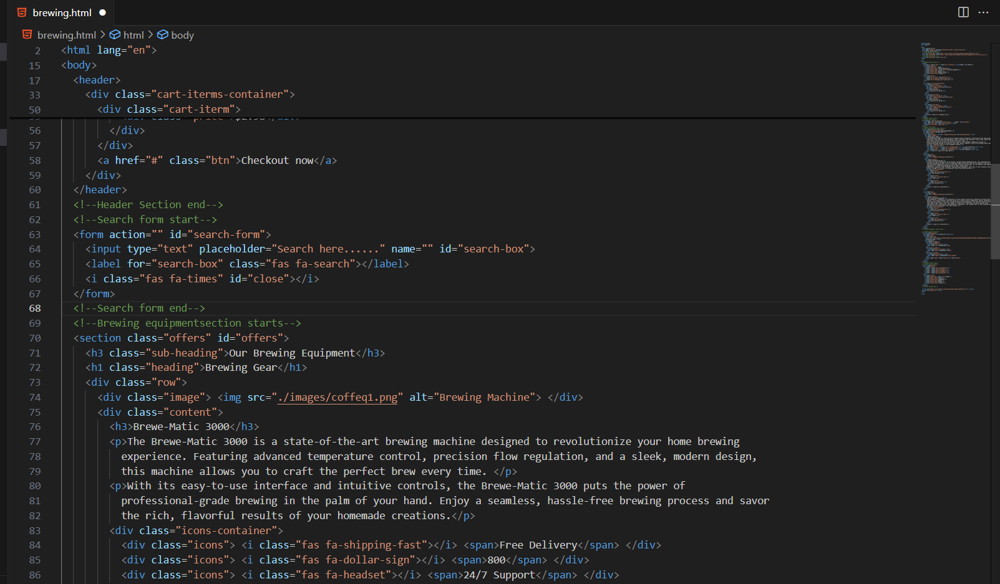 brewing.html
brewing.html > html > body
2 <html lang="en">
15 <body>
17 <header>
33 <div class="cart-iterms-container">
50 <div class="cart-iterm">
56 </div>
57 </div>
58 <a href="#" class="btn">Checkout now</a>
59 </div>
60 </header>
61 <!--Header Section end-->
62 <!--Search form start-->
63 <form action="" id="search-form">
64 <input type="text" placeholder="Search here......" name="" id="search-box">
65 <label for="search-box" class="fas fa-search"></label>
66 <i class="fas fa-times" id="close"></i>
67 </form>
68 <!--Search form end-->
69 <!--Brewing equipmentsection starts-->
70 <section class="offers" id="offers">
71 <h3 class="sub-heading">Our Brewing Equipment</h3>
72 <h1 class="heading">Brewing Gear</h1>
73 <div class="row">
74 <div class="image"> <img src="./images/coffeq1.png" alt="Brewing Machine"> </div>
75 <div class="content">
76 <h3>Brewe-Matic 3000</h3>
77 <p>The Brewe-Matic 3000 is a state-of-the-art brewing machine designed to revolutionize your home brewing
78 experience. Featuring advanced temperature control, precision flow regulation, and a sleek, modern design,
79 this machine allows you to craft the perfect brew every time. </p>
80 <p>With its easy-to-use interface and intuitive controls, the Brewe-Matic 3000 puts the power of
81 professional-grade brewing in the palm of your hand. Enjoy a seamless, hassle-free brewing process and savor
82 the rich, flavorful results of your homemade creations.</p>
83 <div class="icons-container">
84 <div class="icons"> <i class="fas fa-shipping-fast"></i> <span>Free Delivery</span> </div>
85 <div class="icons"> <i class="fas fa-dollar-sign"></i> <span>800</span> </div>
86 <div class="icons"> <i class="fas fa-headset"></i> <span>24/7 Support</span> </div>